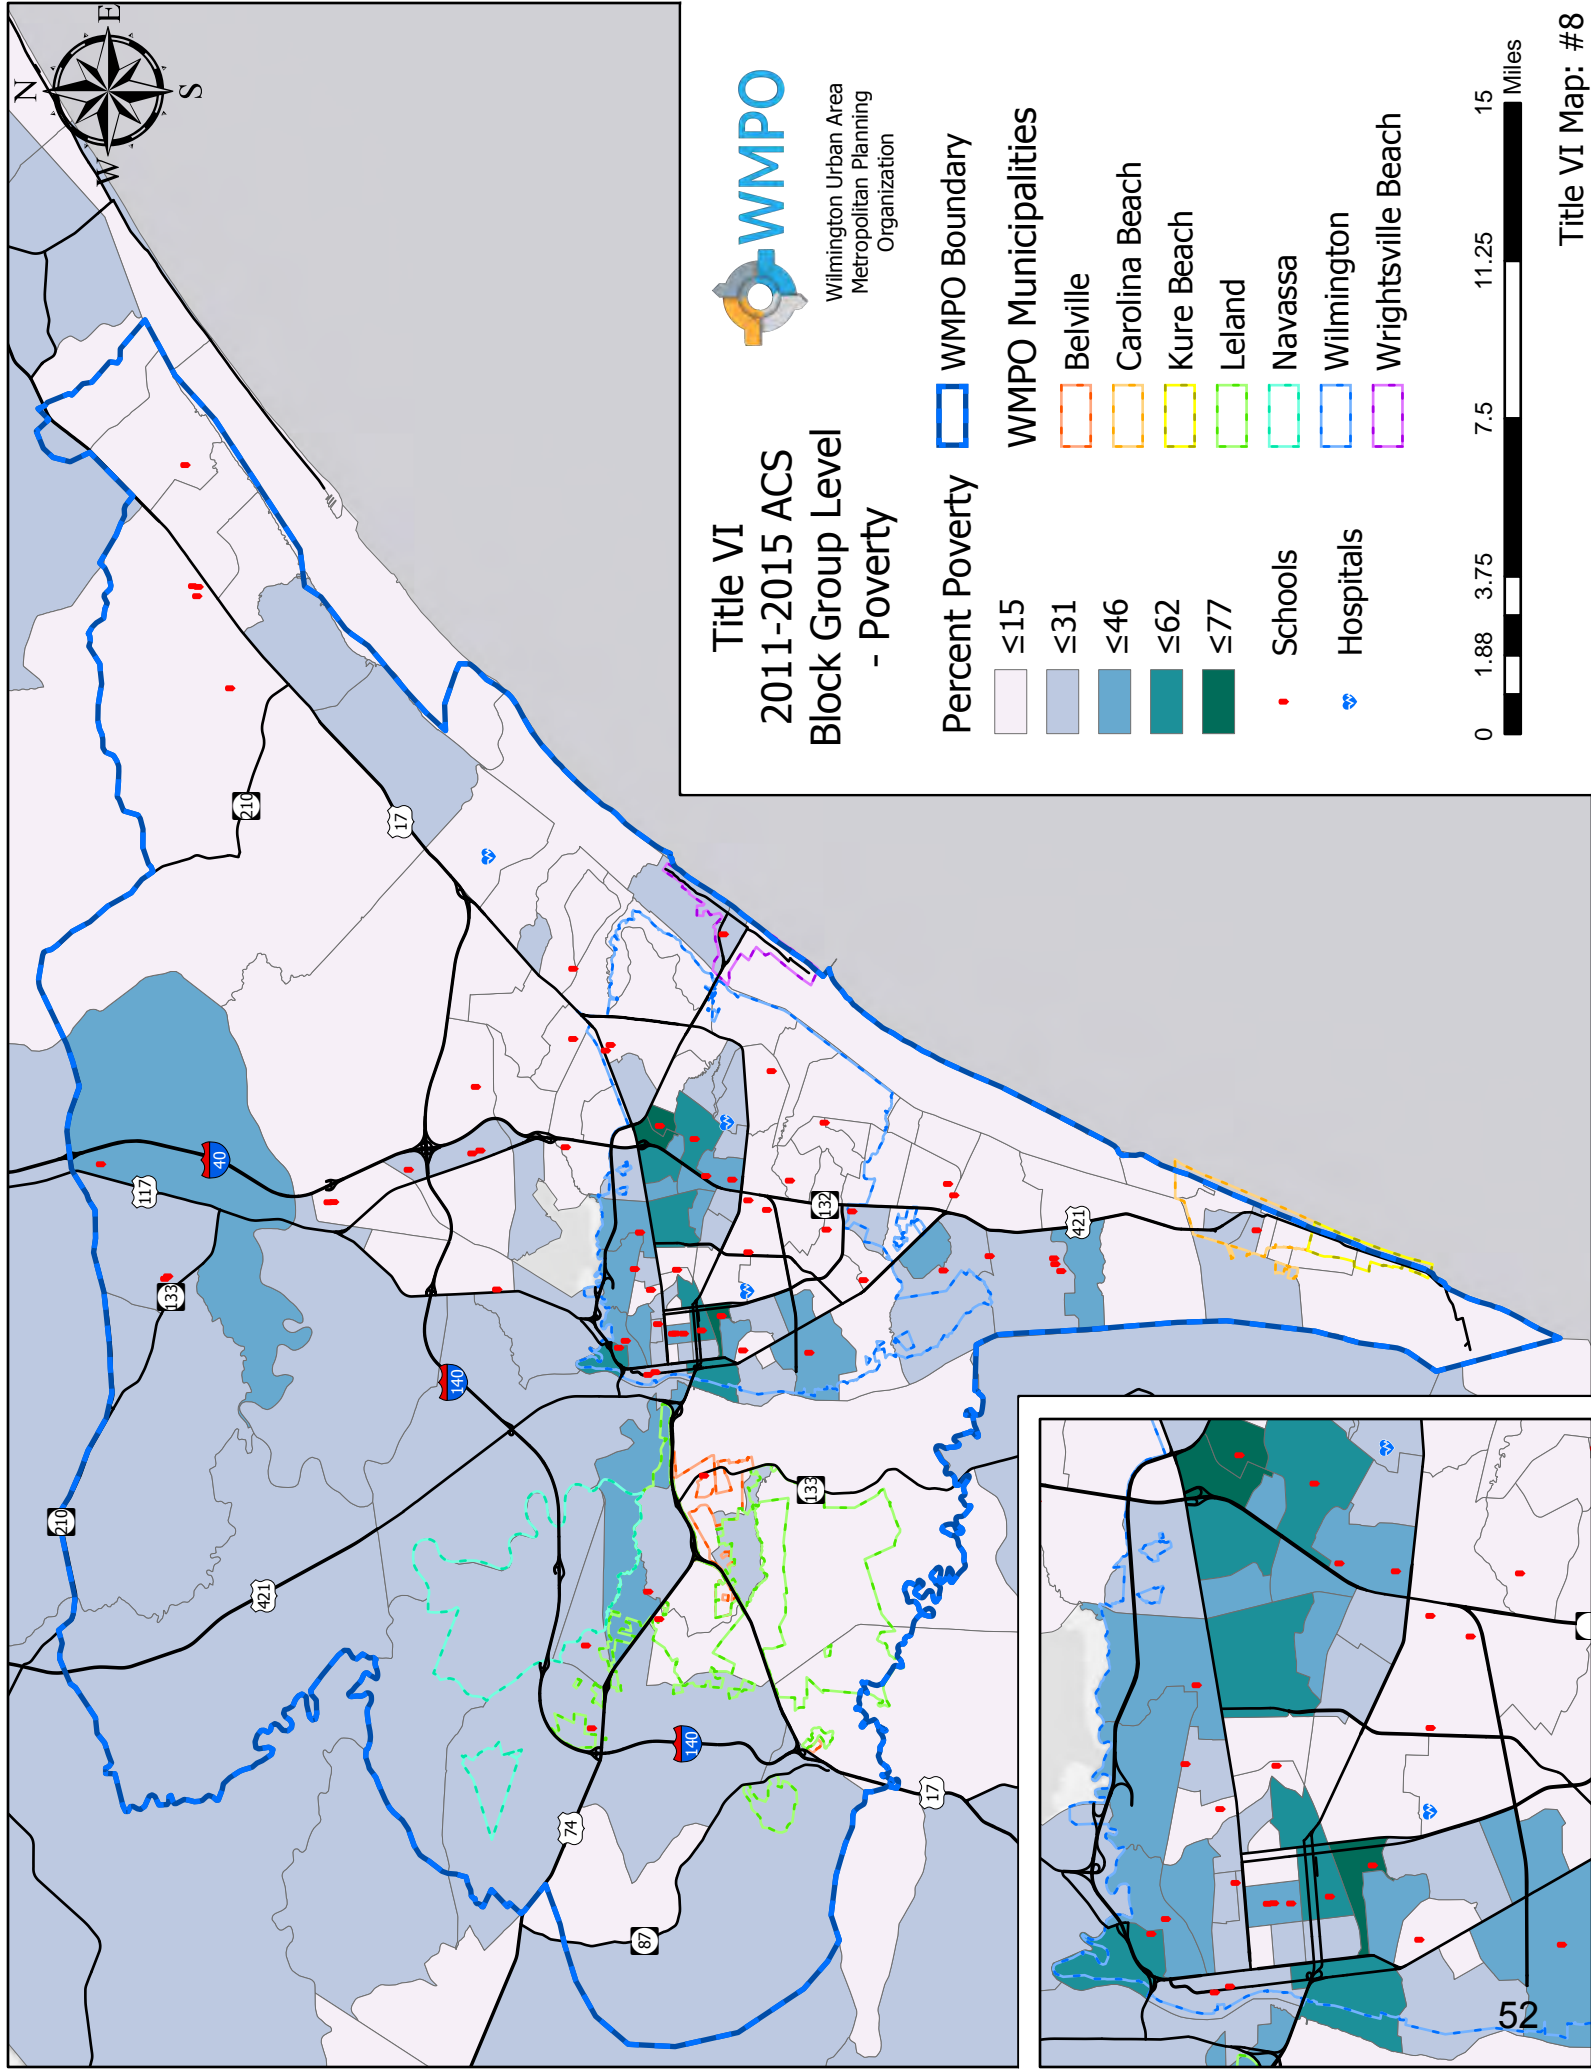 N
E
S
W
WMPO
Wilmington Urban Area
Metropolitan Planning
Organization
Title VI
2011-2015 ACS
Block Group Level
- Poverty
Percent Poverty
≤15
≤31
≤46
≤62
≤77
Schools
Hospitals
WMPO Boundary
WMPO Municipalities
Belville
Carolina Beach
Kure Beach
Leland
Navassa
Wilmington
Wrightsville Beach
0 1.88 3.75 7.5 11.25 15
Miles
Title VI Map: #8
210
17
40
117
133
140
210
421
132
421
133
140
74
17
87
52